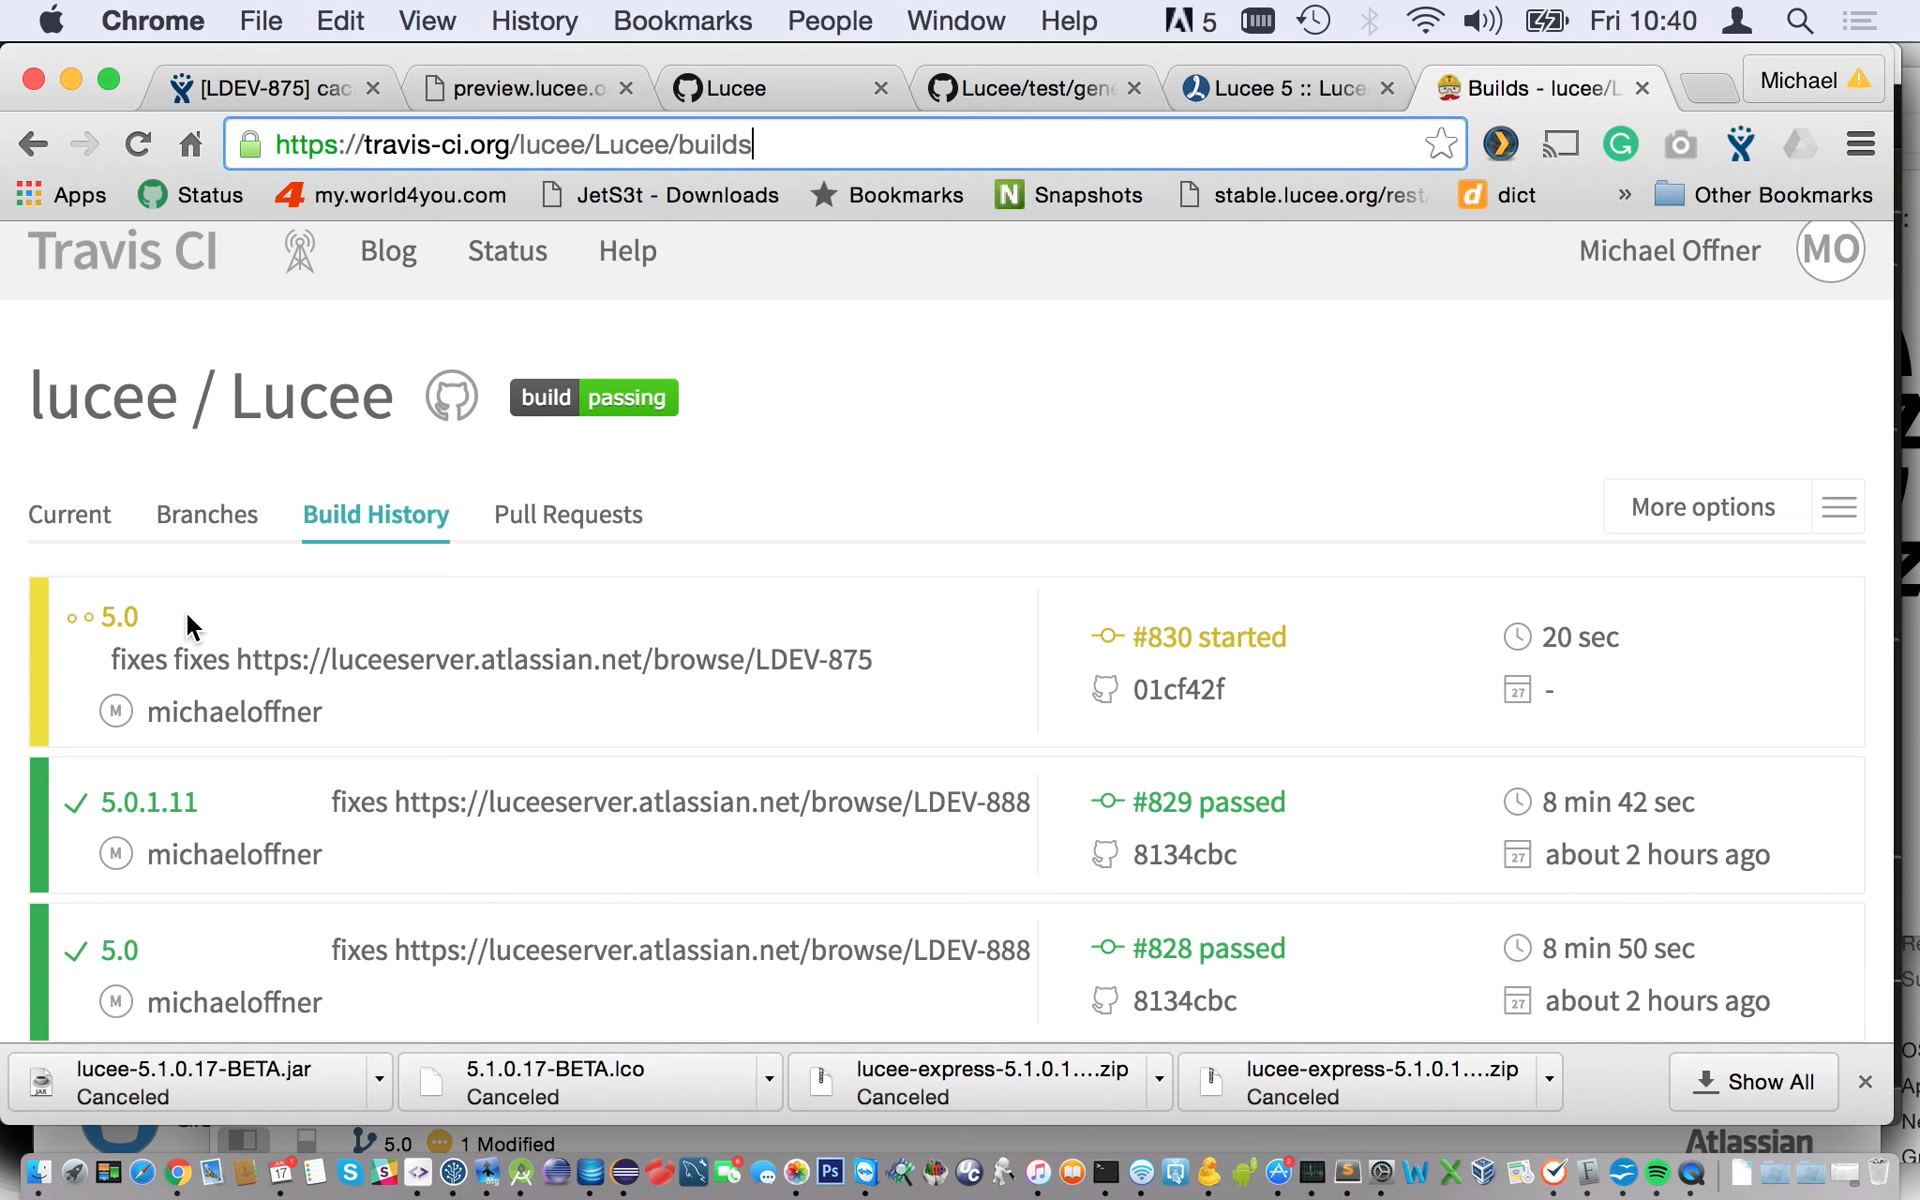 Chrome File Edit View History Bookmarks People Window Help 5 Fri 10:40
[LDEV-875] cac preview.lucee.o Lucee Lucee/test/gene Lucee 5 :: Luce Builds - lucee/L Michael
https://travis-ci.org/lucee/Lucee/builds
Apps Status my.world4you.com JetS3t - Downloads Bookmarks Snapshots stable.lucee.org/rest dict » Other Bookmarks
Travis CI Blog Status Help Michael Offner MO
lucee / Lucee build passing
Current Branches Build History Pull Requests More options
5.0
fixes fixes https://luceeserver.atlassian.net/browse/LDEV-875 #830 started 20 sec
M michaeloffner 01cf42f 27 -
5.0.1.11 fixes https://luceeserver.atlassian.net/browse/LDEV-888 #829 passed 8 min 42 sec
M michaeloffner 8134cbc 27 about 2 hours ago
5.0 fixes https://luceeserver.atlassian.net/browse/LDEV-888 #828 passed 8 min 50 sec
M michaeloffner 8134cbc 27 about 2 hours ago
lucee-5.1.0.17-BETA.jar 5.1.0.17-BETA.lco lucee-express-5.1.0.1....zip lucee-express-5.1.0.1....zip Show All
Canceled Canceled Canceled Canceled
5.0 1 Modified Atlassian